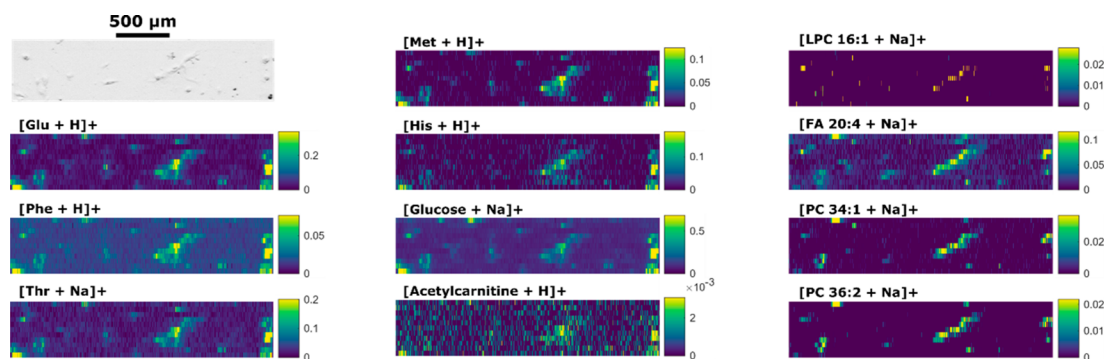 500 µm
[Glu + H]+
0.2
0
[Phe + H]+
0.05
0
[Thr + Na]+
0.2
0.1
0
[Met + H]+
0.1
0.05
0
[His + H]+
0.1
0
[Glucose + Na]+
0.5
0
×10⁻³
[Acetylcarnitine + H]+
2
0
[LPC 16:1 + Na]+
0.02
0.01
0
[FA 20:4 + Na]+
0.1
0.05
0
[PC 34:1 + Na]+
0.02
0
[PC 36:2 + Na]+
0.02
0.01
0